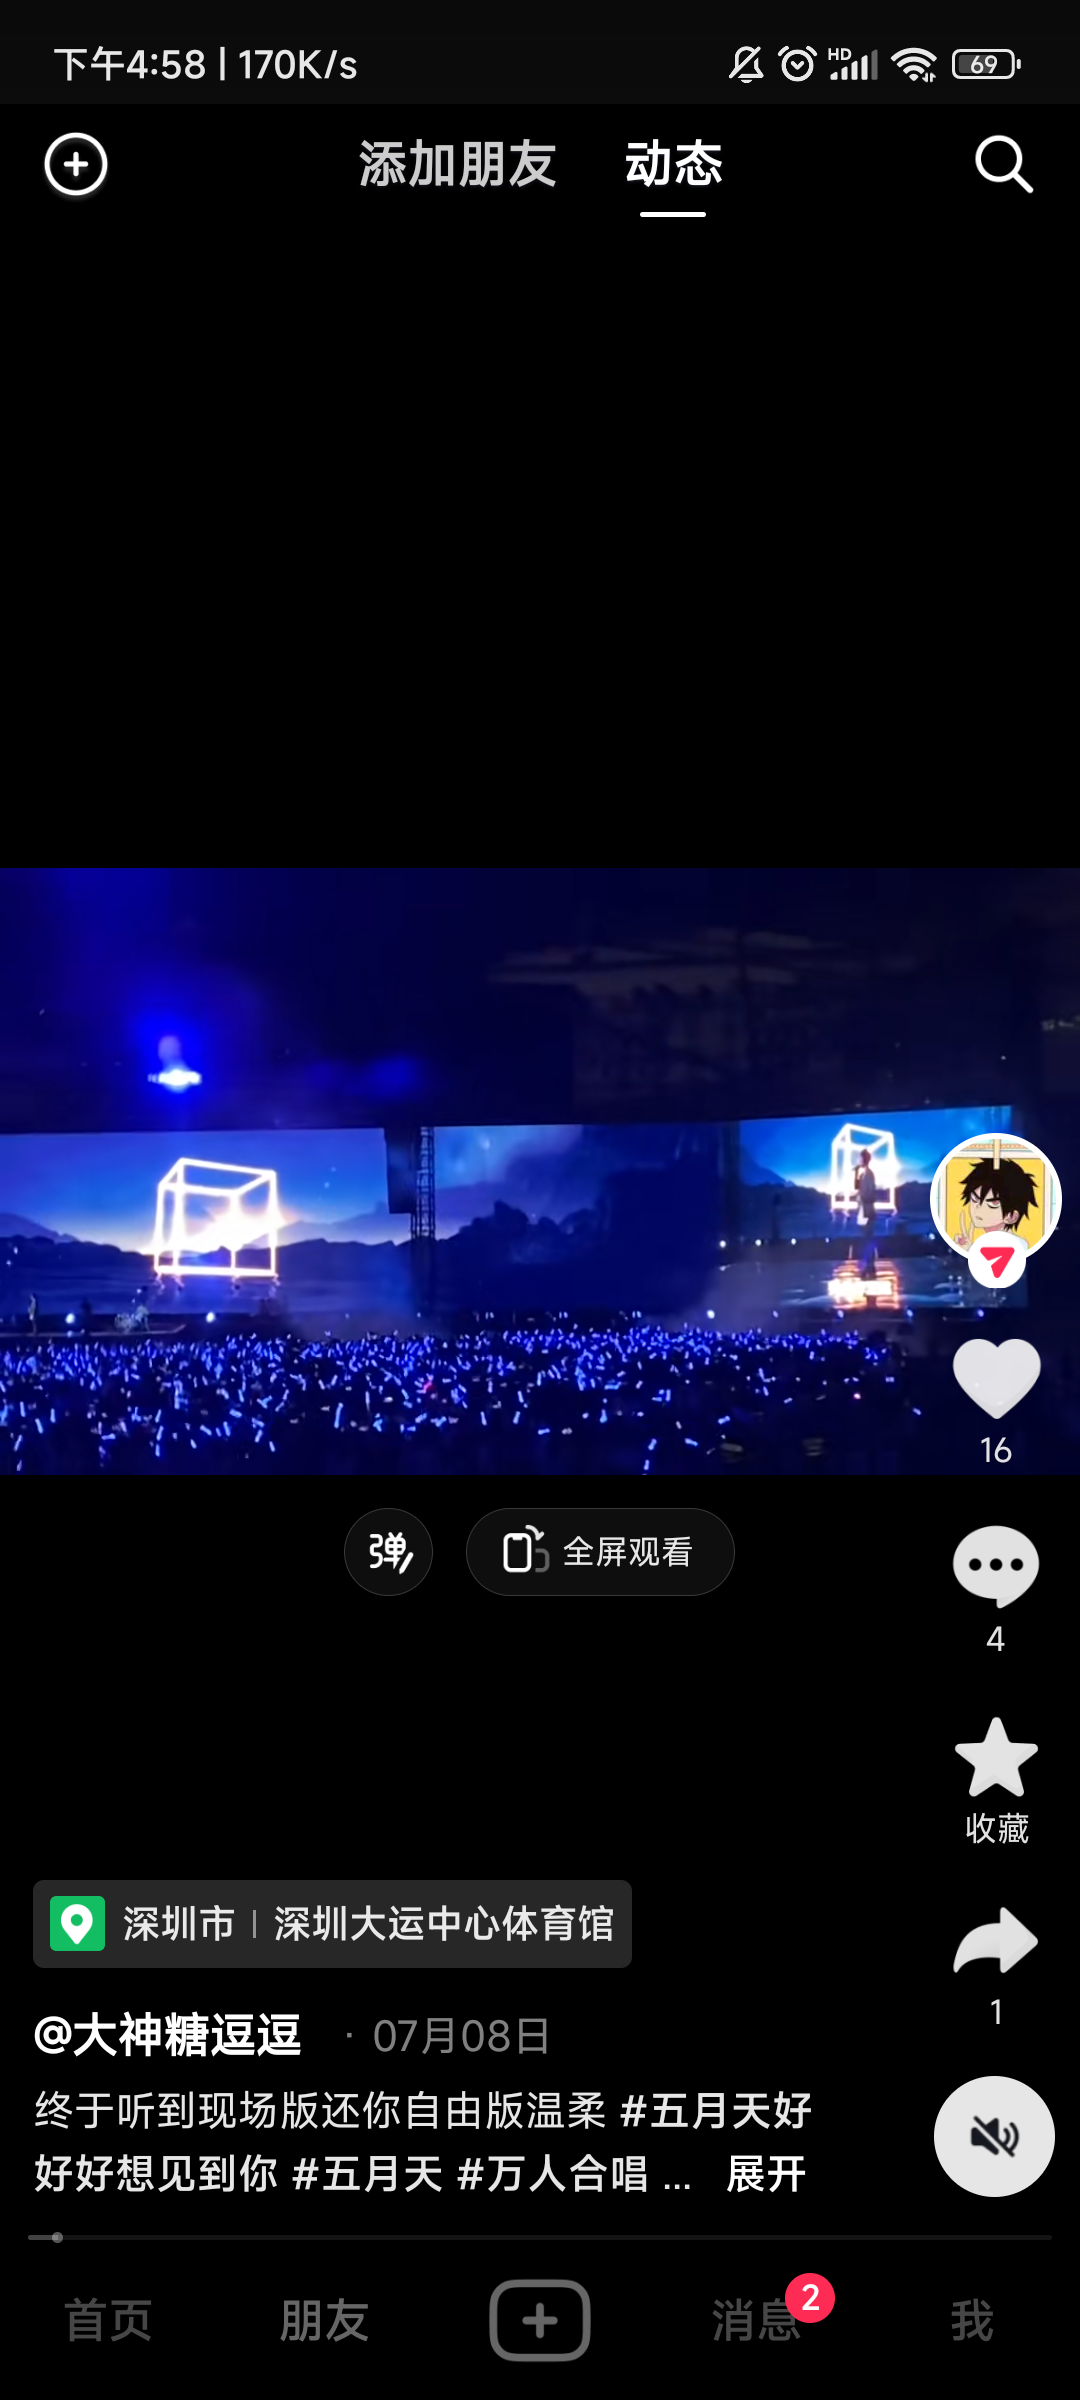 下午4:58 | 170K/s
HD
69
添加朋友 动态
16
弹 全屏观看
4
收藏
深圳市 | 深圳大运中心体育馆
1
@大神糖逗逗 · 07月08日
终于听到现场版还你自由版温柔 #五月天好
好好想见到你 #五月天 #万人合唱 ... 展开
首页 朋友 消息 2 我